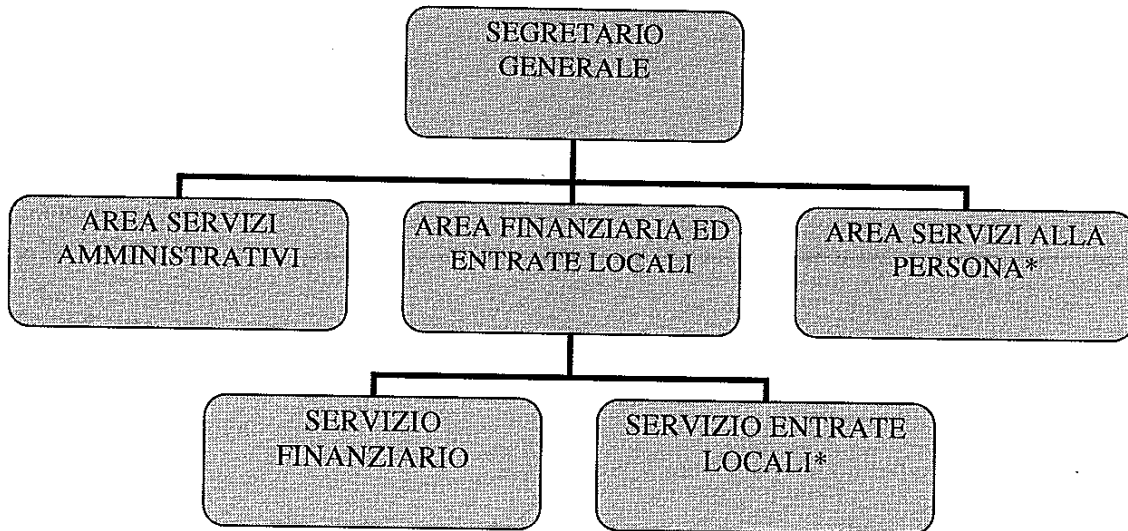 SEGRETARIO
GENERALE
AREA SERVIZI
AMMINISTRATIVI
AREA FINANZIARIA ED
ENTRATE LOCALI
AREA SERVIZI ALLA
PERSONA*
SERVIZIO
FINANZIARIO
SERVIZIO ENTRATE
LOCALI*